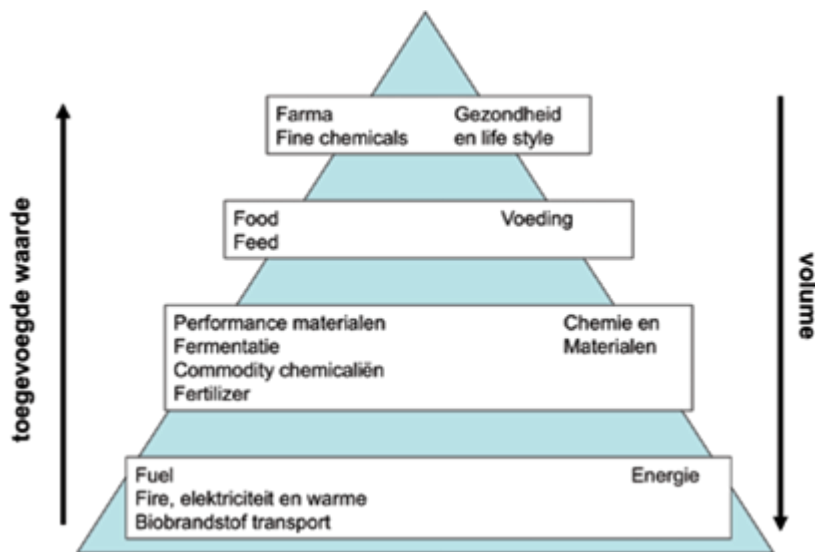 Farma Gezondheid
Fine chemicals en life style
Food Voeding
Feed
Performance materialen Chemie en
Fermentatie Materialen
Commodity chemicaliën
Fertilizer
Fuel Energie
Fire, elektriciteit en warme
Biobrandstof transport
toegevoegde waarde
volume